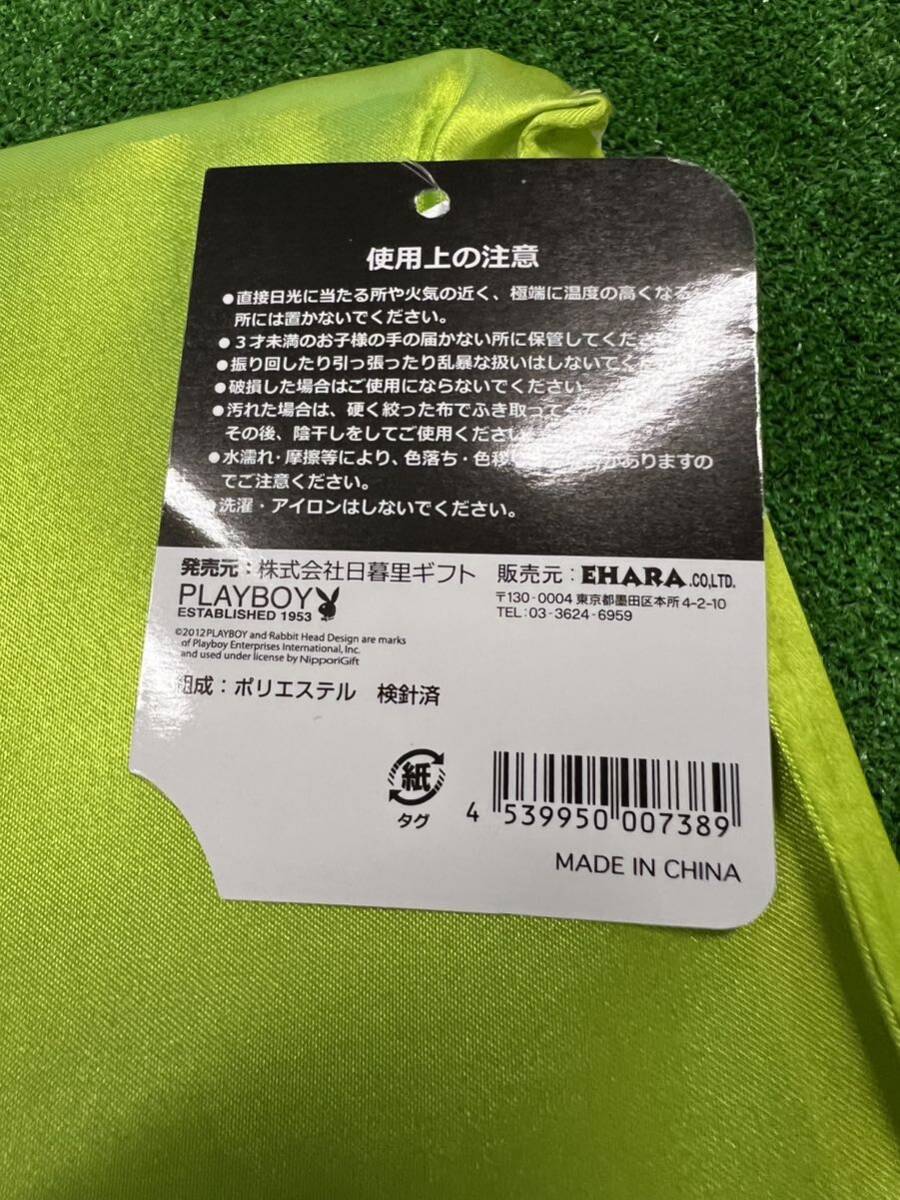 使用上の注意
●直接日光に当たる所や火気の近く、極端に温度の高くなる
所には置かないでください。
●3才未満のお子様の手の届かない所に保管してくださ
●振り回したり引っ張ったり乱暴な扱いはしないでくだ
●破損した場合はご使用にならないでください。
●汚れた場合は、硬く絞った布でふき取って
その後、陰干しをしてご使用ください。
●水濡れ・摩擦等により、色落ち・色移り がありますの
でご注意ください。
●洗濯・アイロンはしないでください。
発売元:株式会社日暮里ギフト
PLAYBOY
ESTABLISHED 1953
©2012PLAYBOY and Rabbit Head Design are marks
of Playboy Enterprises International, Inc.
and used under license by NipporiGift
組成:ポリエステル 検針済
販売元:EHARA.CO,LTD.
〒130-0004 東京都墨田区本所4-2-10
TEL:03-3624-6959
紙
タグ
4 539950 007389
MADE IN CHINA